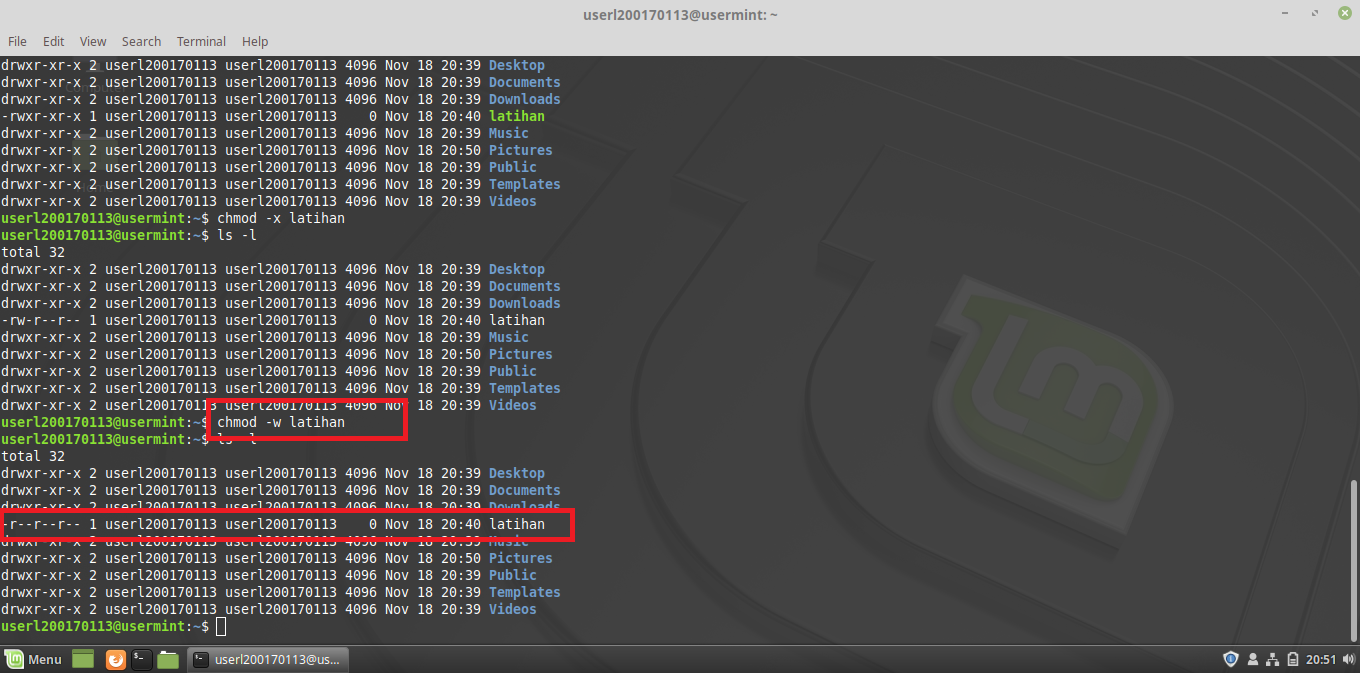 userl200170113@usermint: ~
File Edit View Search Terminal Help
drwxr-xr-x 2 userl200170113 userl200170113 4096 Nov 18 20:39 Desktop
drwxr-xr-x 2 userl200170113 userl200170113 4096 Nov 18 20:39 Documents
drwxr-xr-x 2 userl200170113 userl200170113 4096 Nov 18 20:39 Downloads
-rwxr-xr-x 1 userl200170113 userl200170113    0 Nov 18 20:40 latihan
drwxr-xr-x 2 userl200170113 userl200170113 4096 Nov 18 20:39 Music
drwxr-xr-x 2 userl200170113 userl200170113 4096 Nov 18 20:50 Pictures
drwxr-xr-x 2 userl200170113 userl200170113 4096 Nov 18 20:39 Public
drwxr-xr-x 2 userl200170113 userl200170113 4096 Nov 18 20:39 Templates
drwxr-xr-x 2 userl200170113 userl200170113 4096 Nov 18 20:39 Videos
userl200170113@usermint:~$ chmod -x latihan
userl200170113@usermint:~$ ls -l
total 32
drwxr-xr-x 2 userl200170113 userl200170113 4096 Nov 18 20:39 Desktop
drwxr-xr-x 2 userl200170113 userl200170113 4096 Nov 18 20:39 Documents
drwxr-xr-x 2 userl200170113 userl200170113 4096 Nov 18 20:39 Downloads
-rw-r--r-- 1 userl200170113 userl200170113    0 Nov 18 20:40 latihan
drwxr-xr-x 2 userl200170113 userl200170113 4096 Nov 18 20:39 Music
drwxr-xr-x 2 userl200170113 userl200170113 4096 Nov 18 20:50 Pictures
drwxr-xr-x 2 userl200170113 userl200170113 4096 Nov 18 20:39 Public
drwxr-xr-x 2 userl200170113 userl200170113 4096 Nov 18 20:39 Templates
drwxr-xr-x 2 userl200170113 userl200170113 4096 Nov 18 20:39 Videos
userl200170113@usermint:~$ chmod -w latihan
userl200170113@usermint:~$ ls -l
total 32
drwxr-xr-x 2 userl200170113 userl200170113 4096 Nov 18 20:39 Desktop
drwxr-xr-x 2 userl200170113 userl200170113 4096 Nov 18 20:39 Documents
drwxr-xr-x 2 userl200170113 userl200170113 4096 Nov 18 20:39 Downloads
-r--r--r-- 1 userl200170113 userl200170113    0 Nov 18 20:40 latihan
drwxr-xr-x 2 userl200170113 userl200170113 4096 Nov 18 20:39 Music
drwxr-xr-x 2 userl200170113 userl200170113 4096 Nov 18 20:50 Pictures
drwxr-xr-x 2 userl200170113 userl200170113 4096 Nov 18 20:39 Public
drwxr-xr-x 2 userl200170113 userl200170113 4096 Nov 18 20:39 Templates
drwxr-xr-x 2 userl200170113 userl200170113 4096 Nov 18 20:39 Videos
userl200170113@usermint:~$
Menu userl200170113@us... 20:51